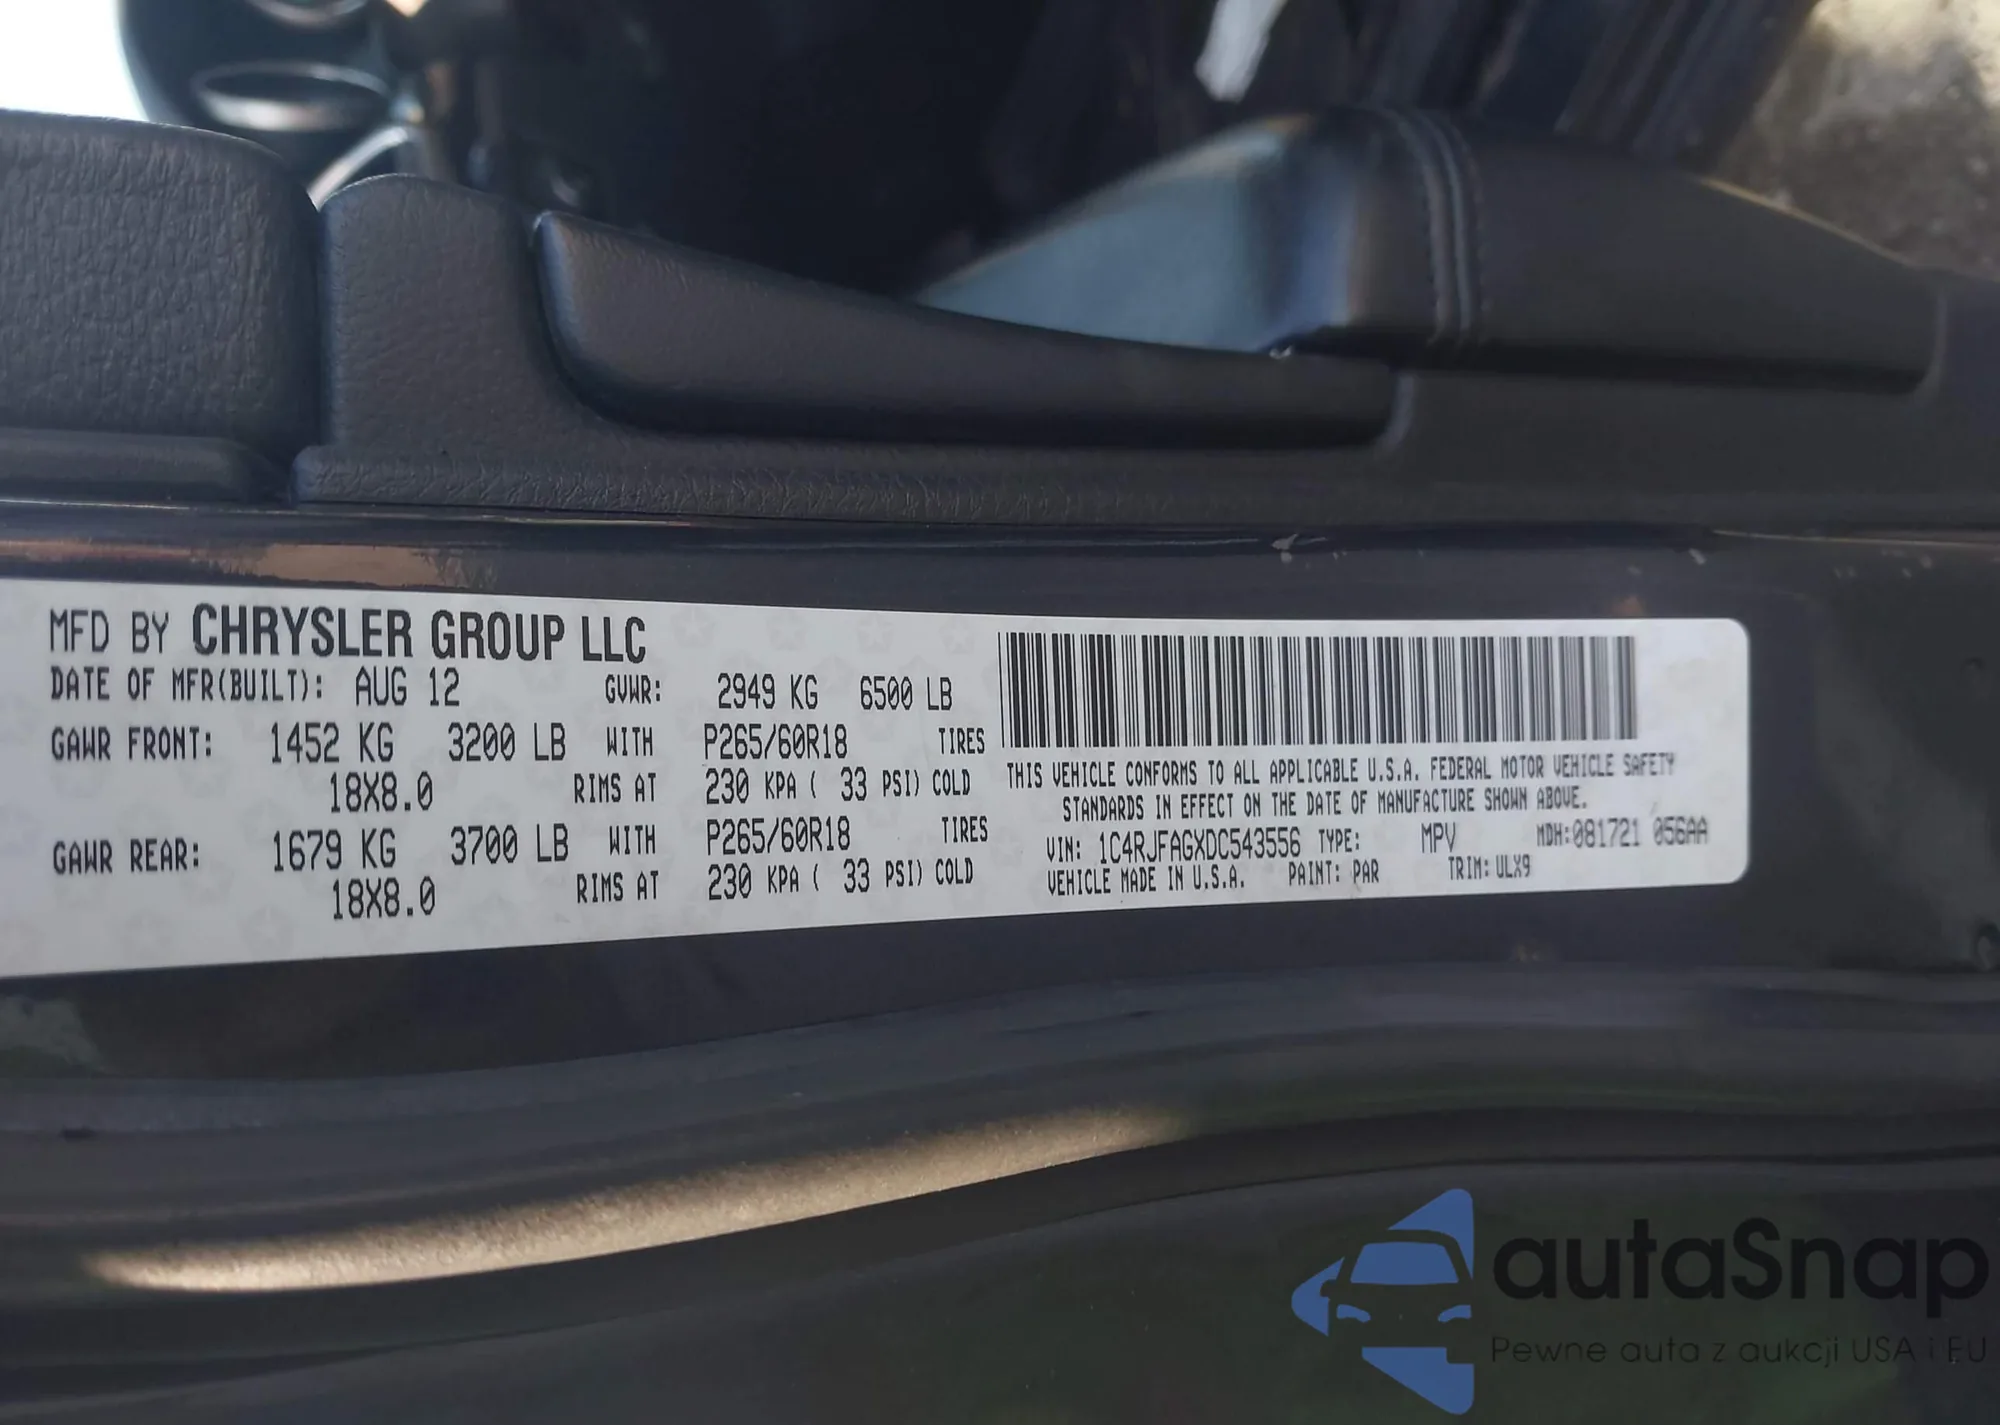 MFD BY CHRYSLER GROUP LLC
DATE OF MFR(BUILT): AUG 12 GVWR: 2949 KG 6500 LB
GAWR FRONT: 1452 KG 3200 LB WITH P265/60R18 TIRES
18X8.0 RIMS AT 230 KPA ( 33 PSI) COLD
GAWR REAR: 1679 KG 3700 LB WITH P265/60R18 TIRES
18X8.0 RIMS AT 230 KPA ( 33 PSI) COLD
THIS VEHICLE CONFORMS TO ALL APPLICABLE U.S.A. FEDERAL MOTOR VEHICLE SAFETY
STANDARDS IN EFFECT ON THE DATE OF MANUFACTURE SHOWN ABOVE.
VIN: 1C4RJFAGXDC543556 TYPE: MPV MDH:081721 056AA
VEHICLE MADE IN U.S.A. PAINT: PAR TRIM: ULX9
autaSnap
Pewne auta z aukcji USA i EU